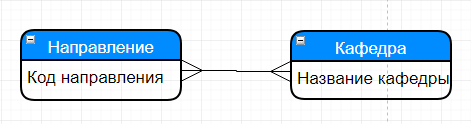 Направление
Код направления
Кафедра
Название кафедры